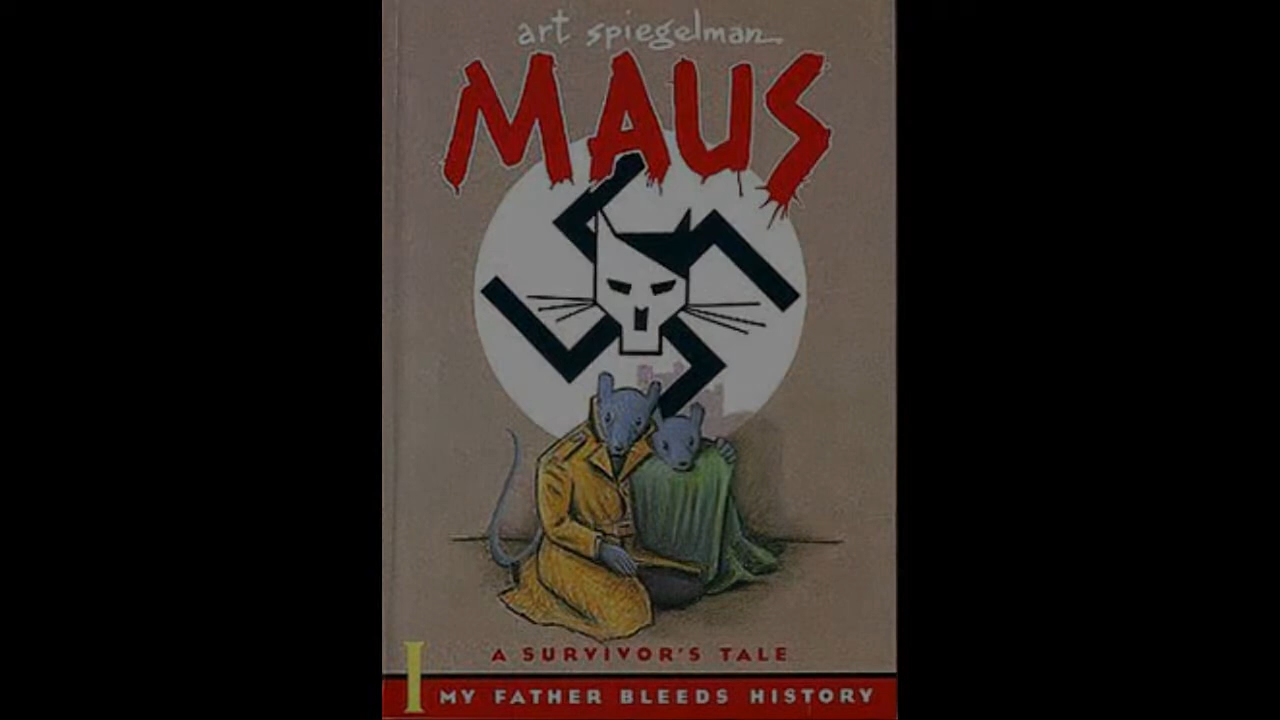 art spiegelman
MAUS
A SURVIVOR'S TALE
I
MY FATHER BLEEDS HISTORY